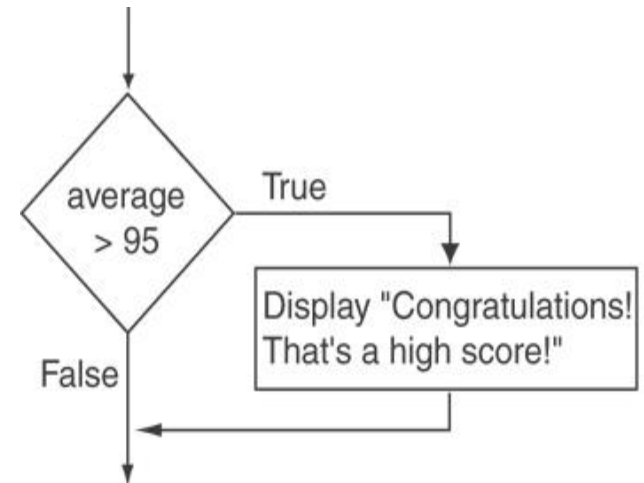 average
> 95
True
Display "Congratulations!
That's a high score!"
False